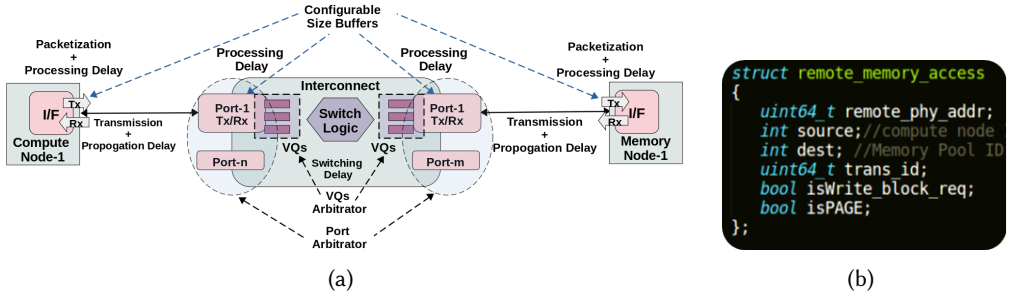 Configurable
Size Buffers
Packetization
+
Processing Delay
Processing
Delay
Processing
Delay
Packetization
+
Processing Delay
Interconnect
I/F
Tx
Rx
Compute
Node-1
Transmission
+
Propogation Delay
Port-1
Tx/Rx
Port-n
VQs
Switch
Logic
Switching
Delay
VQs
Port-1
Tx/Rx
Port-m
Transmission
+
Propogation Delay
Tx
Rx
I/F
Memory
Node-1
VQs
Arbitrator
Port
Arbitrator
(a)
struct remote_memory_access
{
uint64_t remote_phy_addr;
int source;//compute node
int dest; //Memory Pool ID
uint64_t trans_id;
bool isWrite_block_req;
bool isPAGE;
};
(b)